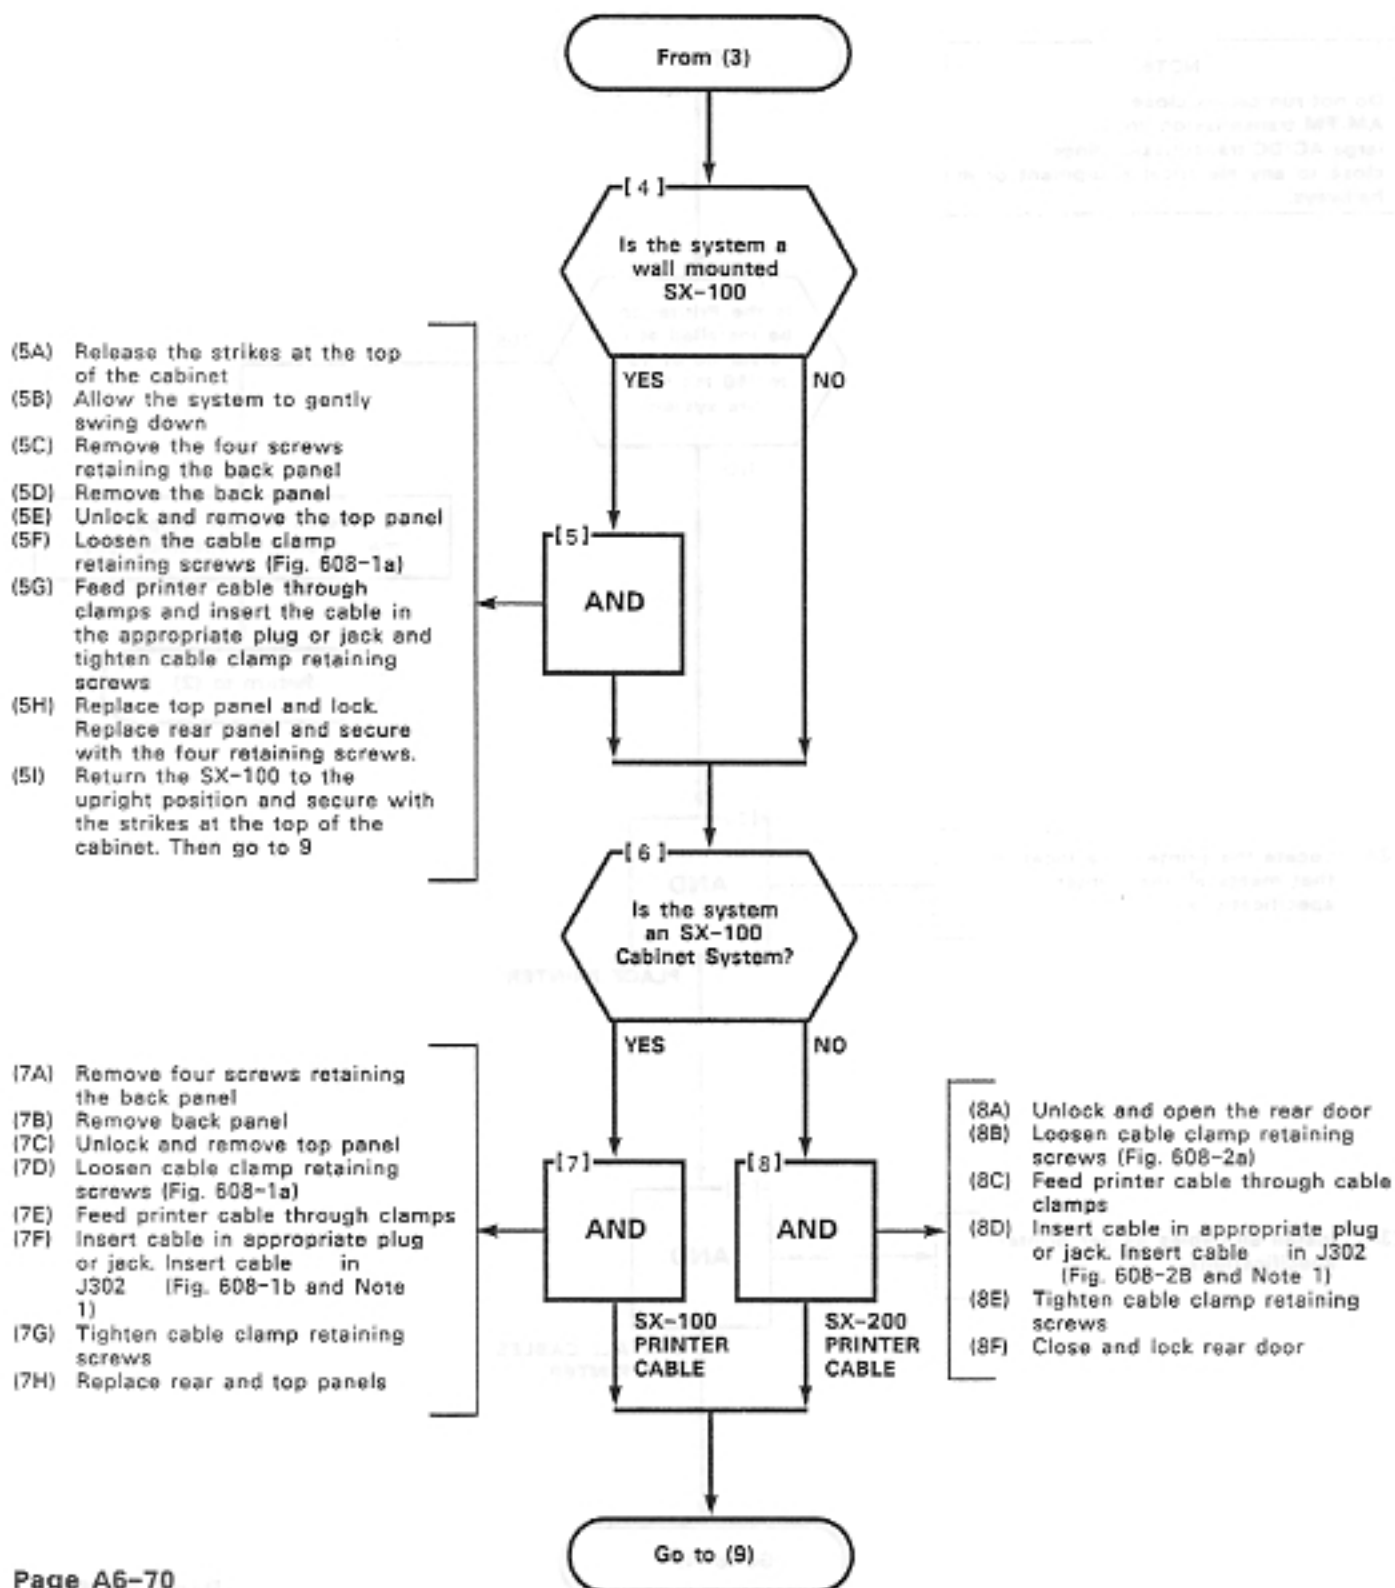 From (3)
[4]
Is the system a
wall mounted
SX-100
YES
NO
(5A) Release the strikes at the top
of the cabinet
(5B) Allow the system to gently
swing down
(5C) Remove the four screws
retaining the back panel
(5D) Remove the back panel
(5E) Unlock and remove the top panel
(5F) Loosen the cable clamp
retaining screws (Fig. 608-1a)
(5G) Feed printer cable through
clamps and insert the cable in
the appropriate plug or jack and
tighten cable clamp retaining
screws
(5H) Replace top panel and lock.
Replace rear panel and secure
with the four retaining screws.
(5I) Return the SX-100 to the
upright position and secure with
the strikes at the top of the
cabinet. Then go to 9
[5]
AND
[6]
Is the system
an SX-100
Cabinet System?
YES
NO
(7A) Remove four screws retaining
the back panel
(7B) Remove back panel
(7C) Unlock and remove top panel
(7D) Loosen cable clamp retaining
screws (Fig. 608-1a)
(7E) Feed printer cable through clamps
(7F) Insert cable in appropriate plug
or jack. Insert cable in
J302 (Fig. 608-1b and Note
1)
(7G) Tighten cable clamp retaining
screws
(7H) Replace rear and top panels
[7]
AND
SX-100
PRINTER
CABLE
[8]
AND
SX-200
PRINTER
CABLE
(8A) Unlock and open the rear door
(8B) Loosen cable clamp retaining
screws (Fig. 608-2a)
(8C) Feed printer cable through cable
clamps
(8D) Insert cable in appropriate plug
or jack. Insert cable in J302
(Fig. 608-2B and Note 1)
(8E) Tighten cable clamp retaining
screws
(8F) Close and lock rear door
Go to (9)
Page A6-70